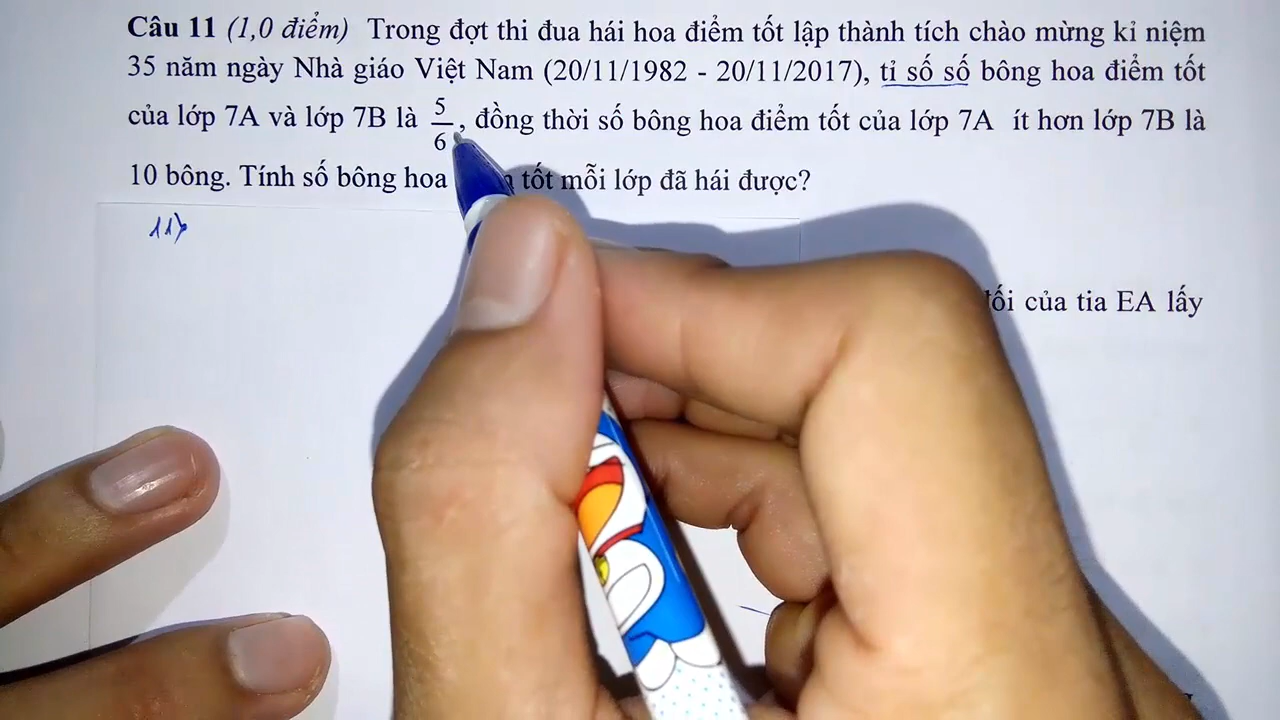 Câu 11 (1,0 điểm) Trong đợt thi đua hái hoa điểm tốt lập thành tích chào mừng kỉ niệm
35 năm ngày Nhà giáo Việt Nam (20/11/1982 - 20/11/2017), tỉ số số bông hoa điểm tốt
của lớp 7A và lớp 7B là 5/6, đồng thời số bông hoa điểm tốt của lớp 7A ít hơn lớp 7B là
10 bông. Tính số bông hoa tốt mỗi lớp đã hái được?
11)
của tia EA lấy